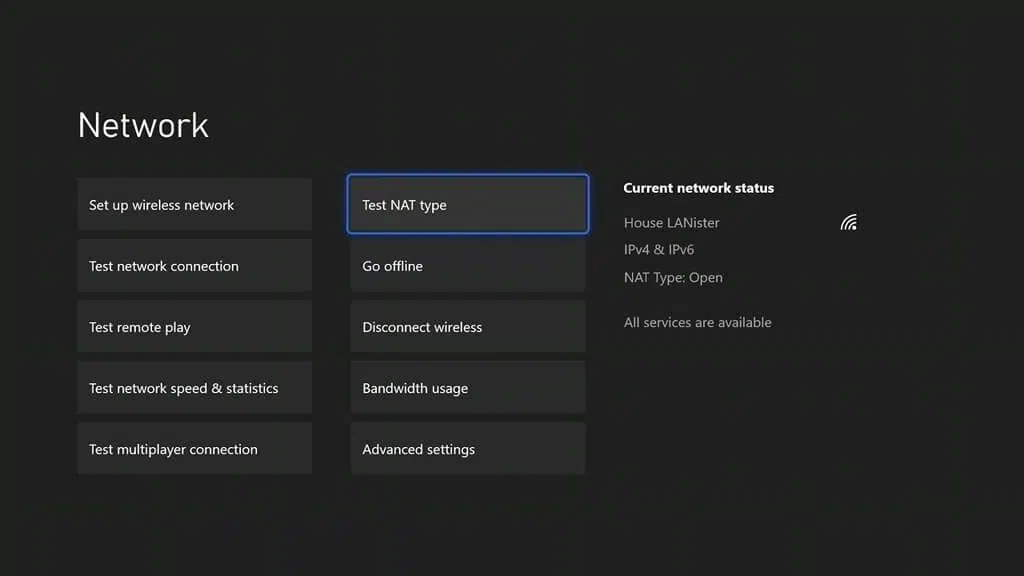 Network
Set up wireless network
Test network connection
Test remote play
Test network speed & statistics
Test multiplayer connection
Test NAT type
Go offline
Disconnect wireless
Bandwidth usage
Advanced settings
Current network status
House LANister
IPv4 & IPv6
NAT Type: Open
All services are available